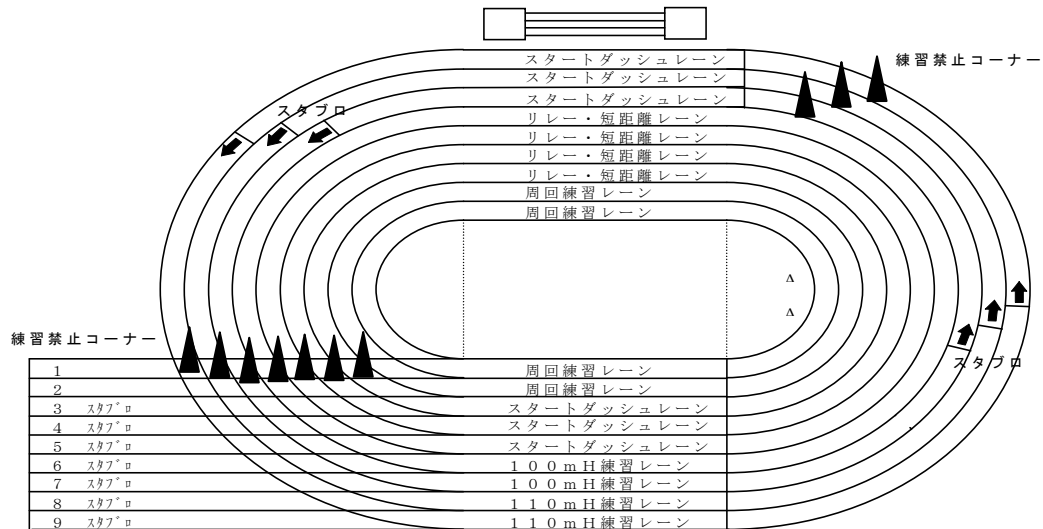 スタートダッシュレーン
練習禁止コーナー
スタートダッシュレーン
スタートダッシュレーン
スタブロ
リレー・短距離レーン
リレー・短距離レーン
リレー・短距離レーン
リレー・短距離レーン
周回練習レーン
周回練習レーン
Δ
Δ
練習禁止コーナー
スタブロ
1 周回練習レーン
2 周回練習レーン
3 スタブロ スタートダッシュレーン
4 スタブロ スタートダッシュレーン
5 スタブロ スタートダッシュレーン
6 スタブロ 100mH練習レーン
7 スタブロ 100mH練習レーン
8 スタブロ 110mH練習レーン
9 スタブロ 110mH練習レーン